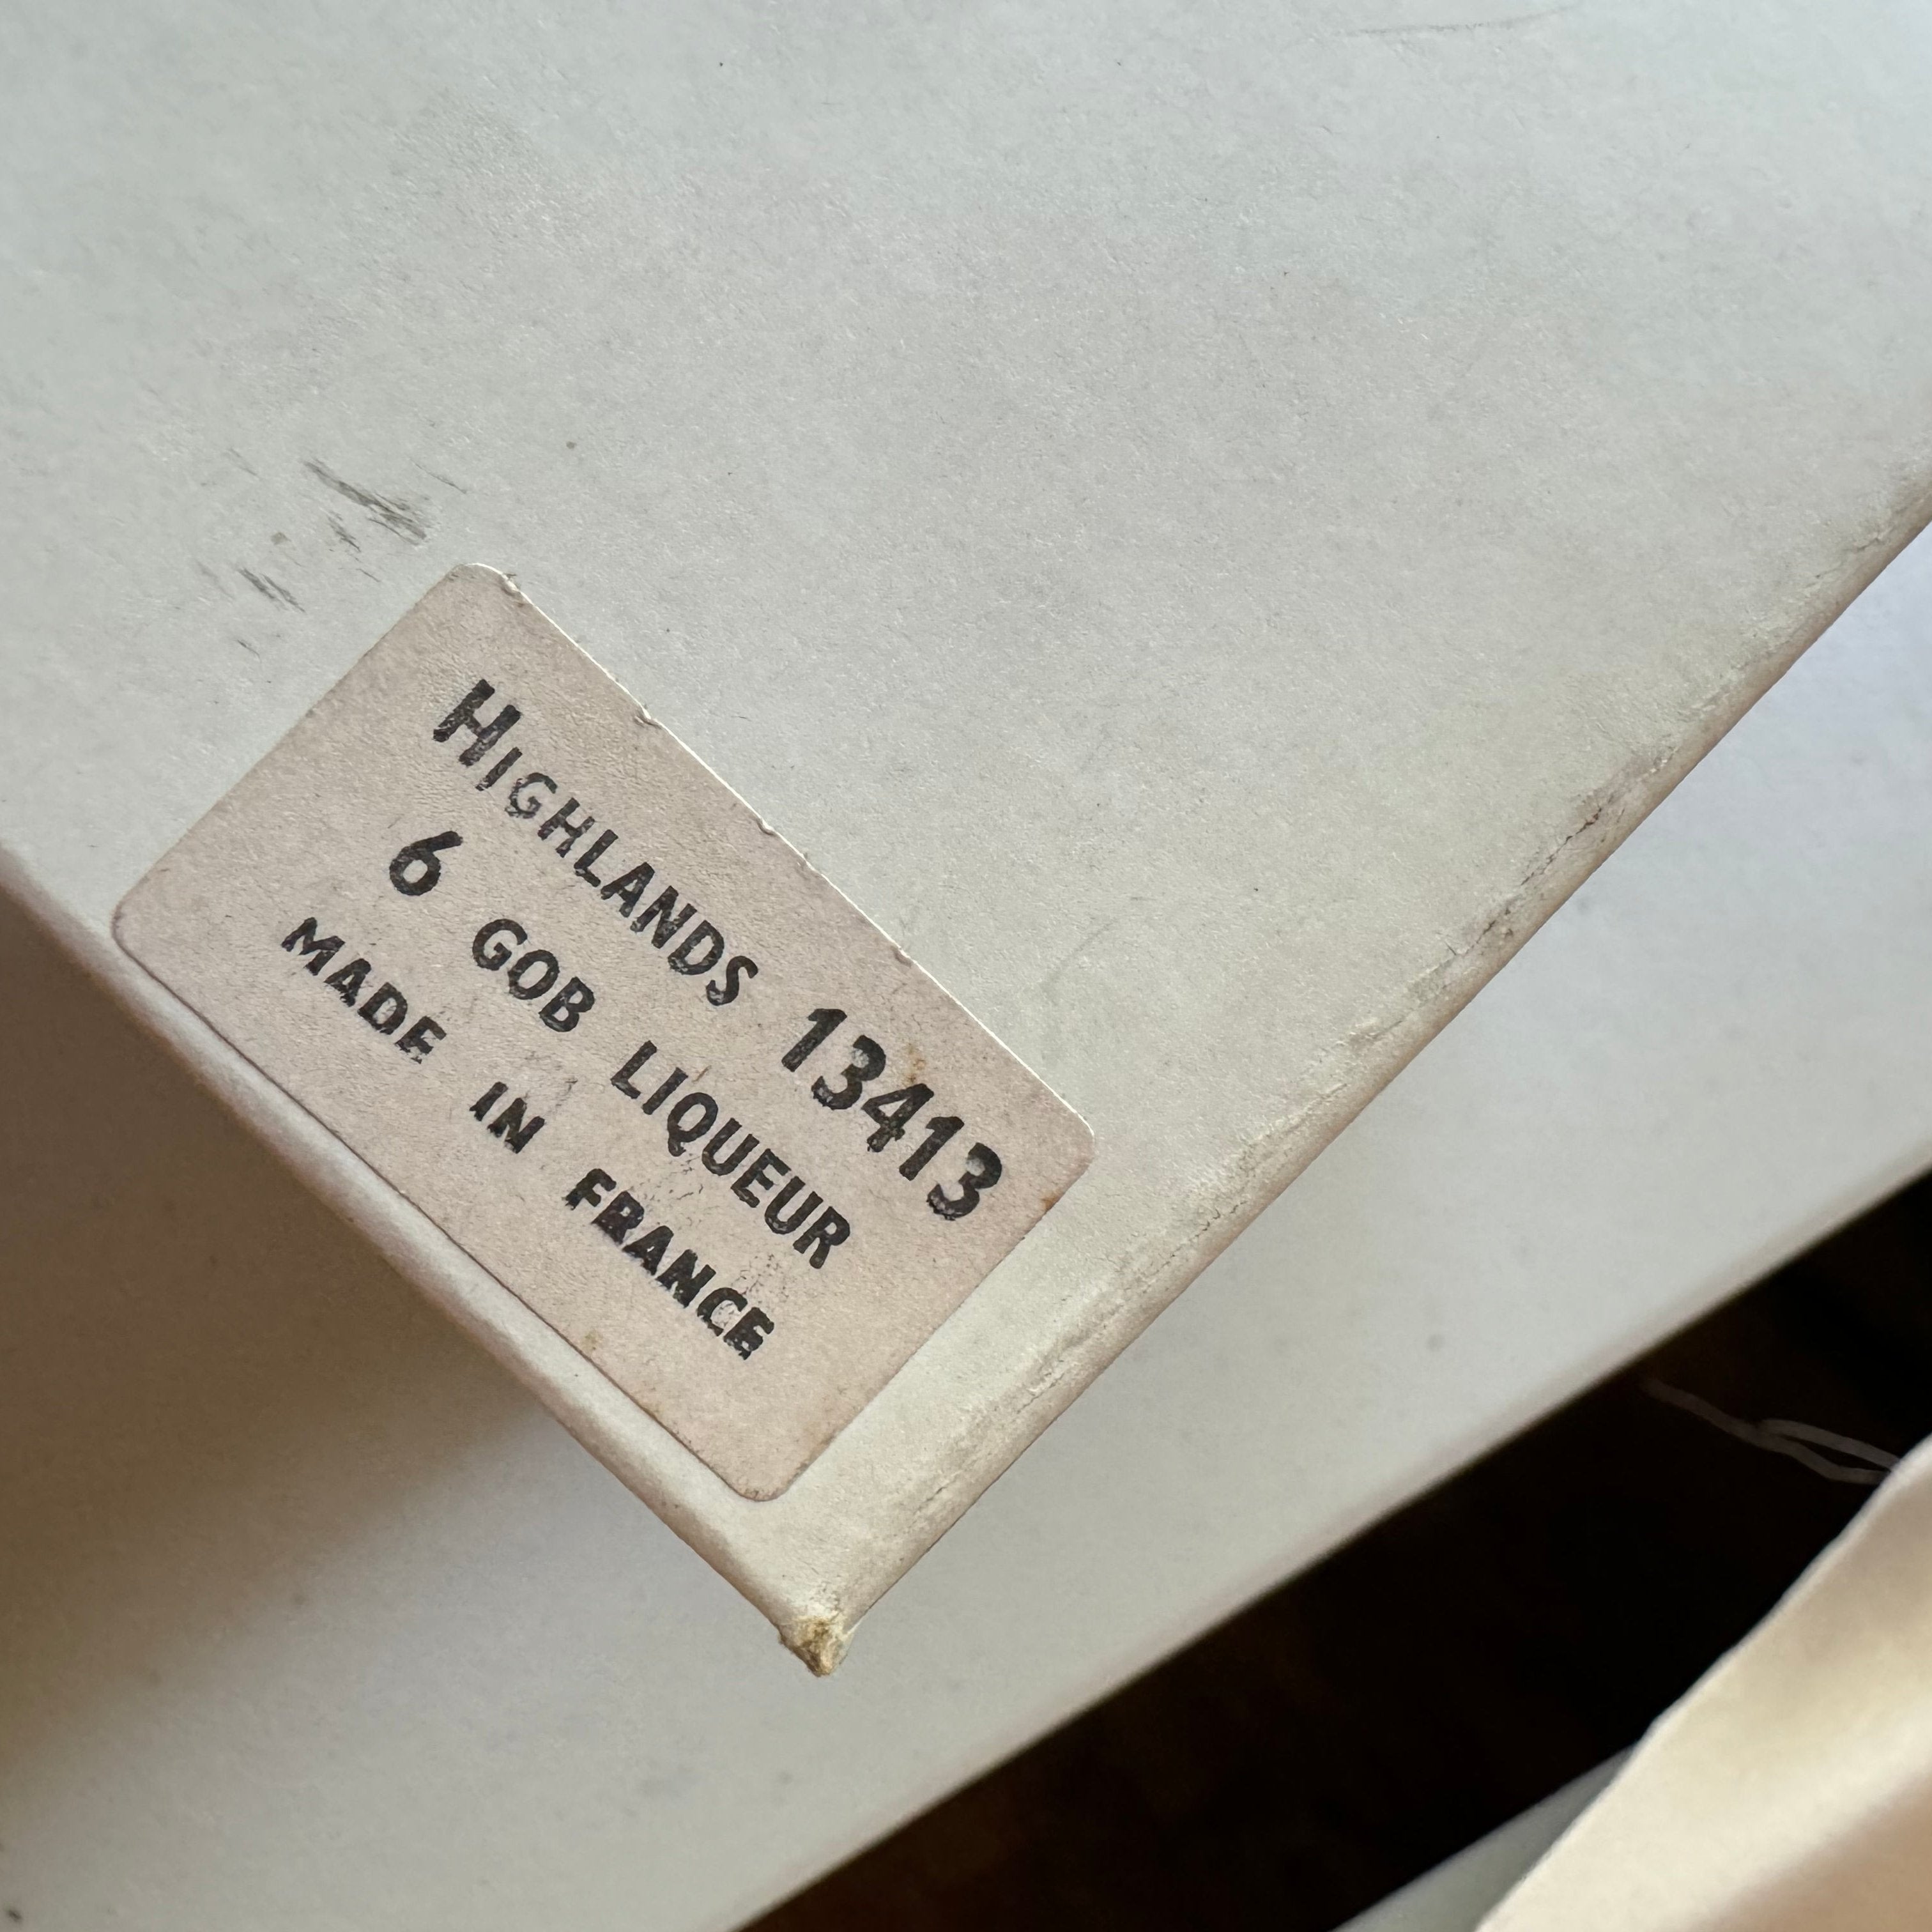 HIGHLANDS 13413
6 GOB LIQUEUR
MADE IN FRANCE